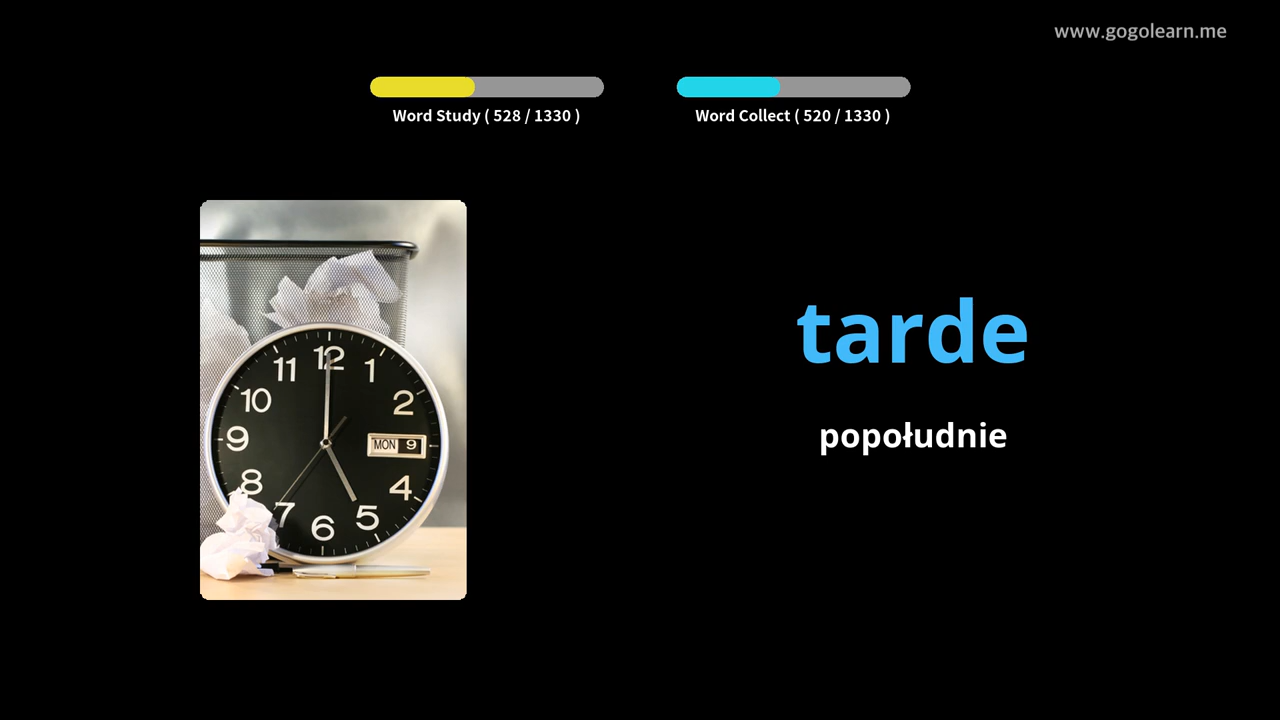 www.gogolearn.me
Word Study ( 528 / 1330 )
Word Collect ( 520 / 1330 )
12
11
1
10
2
9
MON 9
8
4
7
5
6
tarde
popołudnie